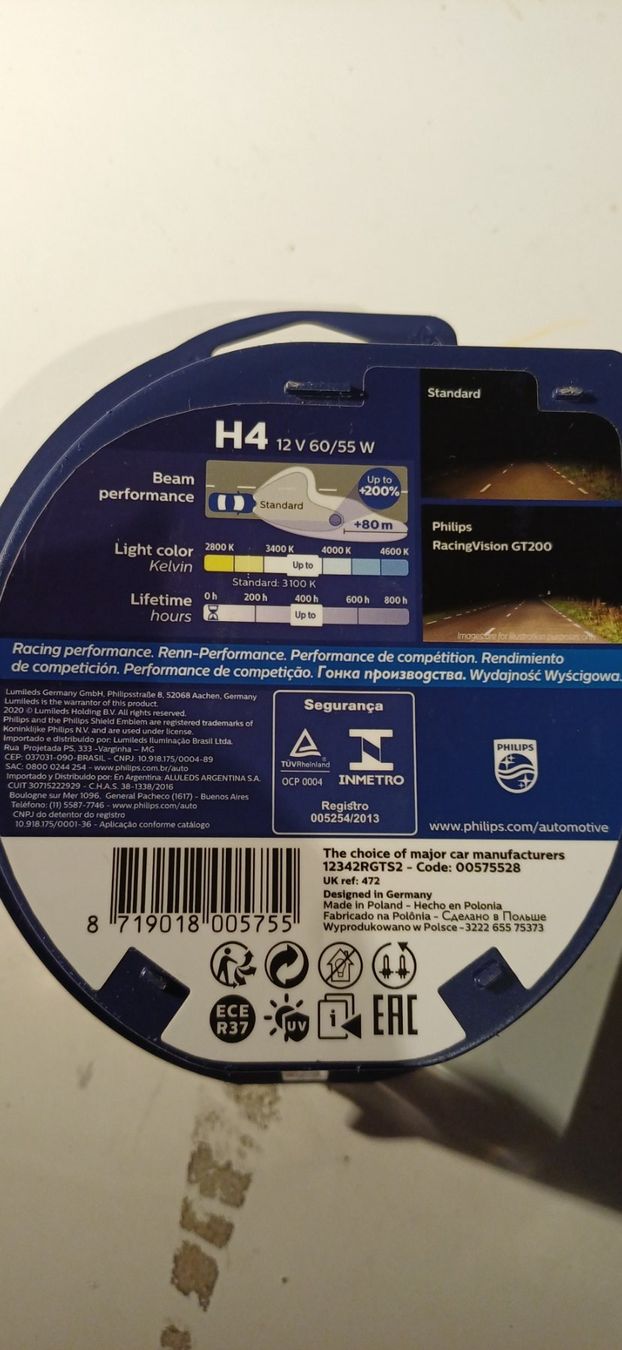 H4 12 V 60/55 W
Beam
performance
Standard
Up to
+200%
+80 m
Light color
Kelvin
2800 K 3400 K 4000 K 4600 K
Up to
Standard: 3100 K
Lifetime
hours
0 h 200 h 400 h 600 h 800 h
Up to
Standard
Philips
RacingVision GT200
Images are for illustration purposes only
Racing performance. Renn-Performance. Performance de compétition. Rendimiento
de competición. Performance de competição. Гонка производства. Wydajność Wyścigowa.
Lumileds Germany GmbH, Philipsstraße 8, 52068 Aachen, Germany
Lumileds is the warrantor of this product.
2020 © Lumileds Holding B.V. All rights reserved.
Philips and the Philips Shield Emblem are registered trademarks of
Koninklijke Philips N.V. and are used under license.
Importado e distribuído por: Lumileds Iluminação Brasil Ltda.
Rua Projetada PS, 333 -Varginha – MG
CEP: 037031-090-BRASIL - CNPJ: 10.918.175/0004-89
SAC: 0800 0244 254 - www.philips.com.br/auto
Importado y Distribuido por: En Argentina: ALULEDS ARGENTINA S.A.
CUIT 30715222929 - C.H.A.S. 38-1338/2016
Boulogne sur Mer 1096, General Pacheco (1617) - Buenos Aires
Teléfono: (11) 5587-7746 - www.philips.com/auto
CNPJ do detentor do registro
10.918.175/0001-36 - Aplicação conforme catálogo
Segurança
TÜVRheinland
OCP 0004
INMETRO
Registro
005254/2013
PHILIPS
www.philips.com/automotive
8 719018 005755
The choice of major car manufacturers
12342RGTS2 - Code: 00575528
UK ref: 472
Designed in Germany
Made in Poland - Hecho en Polonia
Fabricado na Polônia - Сделано в Польше
Wyprodukowano w Polsce - 3222 655 75373
ECE
R37
UV
i
EAC